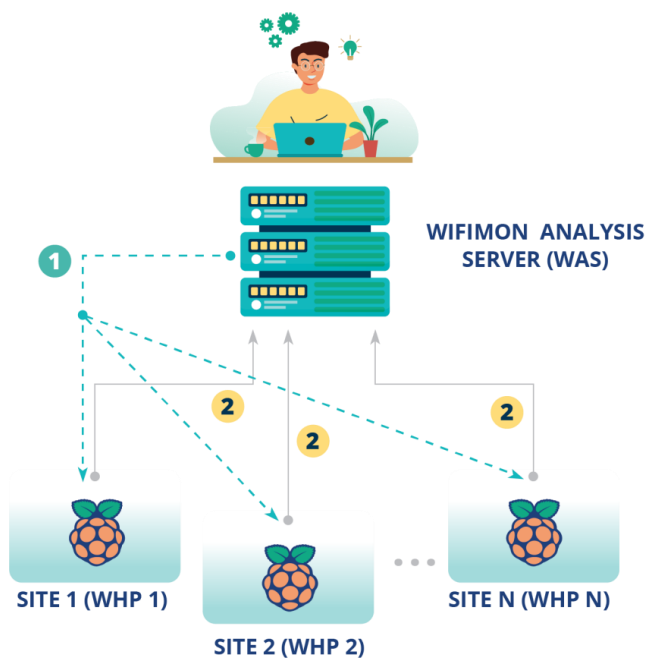 WIFIMON ANALYSIS
SERVER (WAS)
1
2
2
2
SITE 1 (WHP 1)
SITE 2 (WHP 2)
SITE N (WHP N)